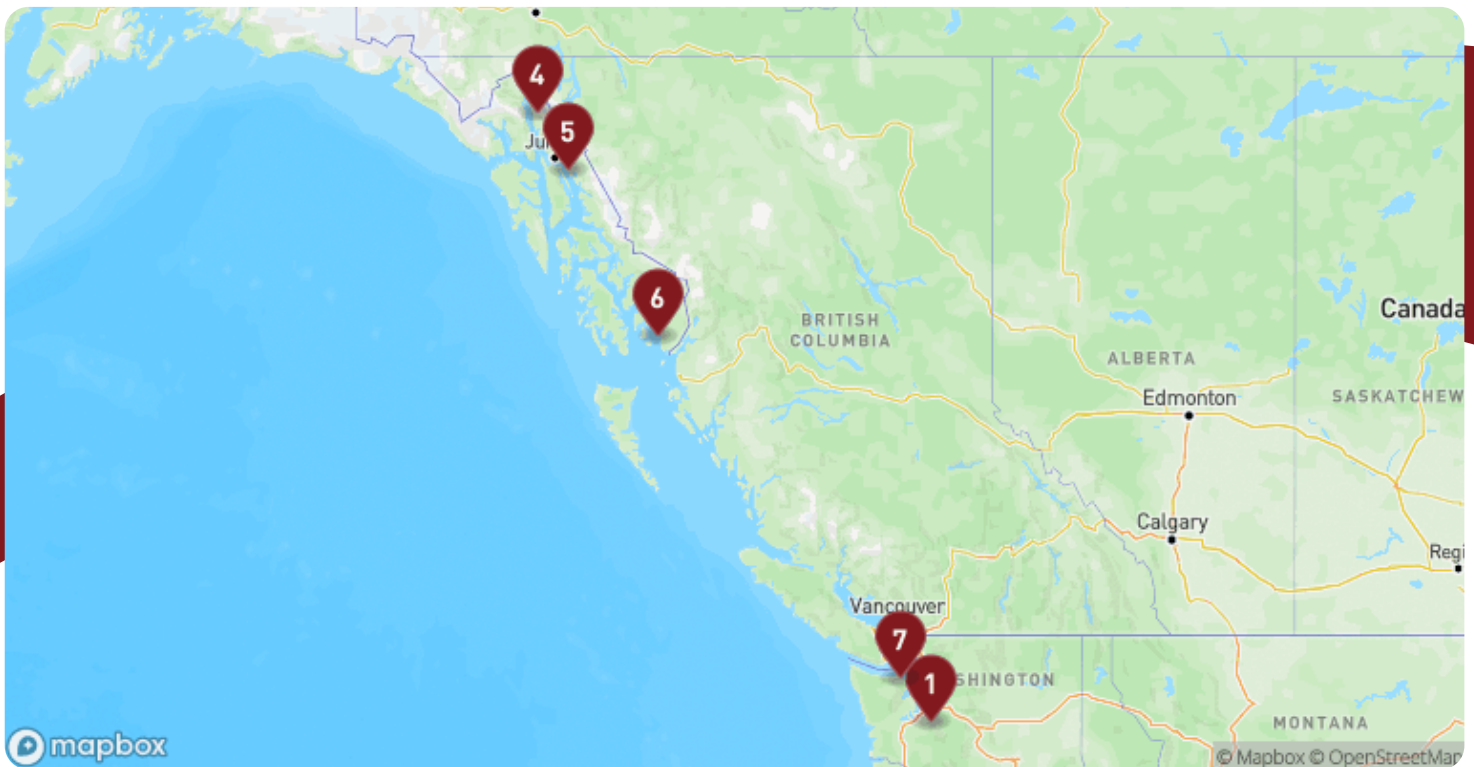 4
5
Ju
6
BRITISH
COLUMBIA
Canada
ALBERTA
Edmonton
SASKATCHEW
Calgary
Regi
Vancouver
7
1
SHINGTON
MONTANA
mapbox
© Mapbox © OpenStreetMap